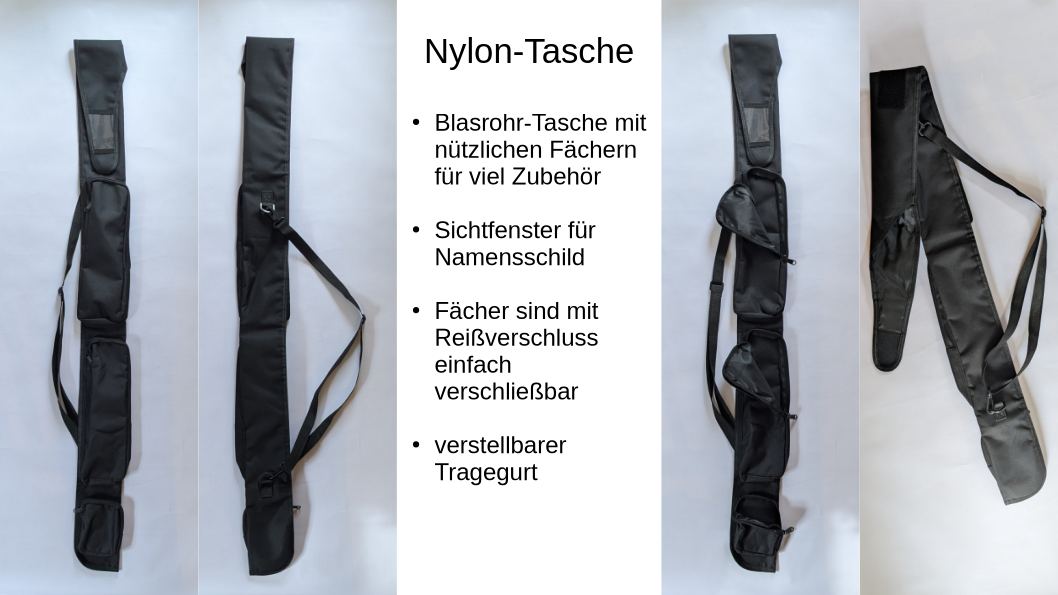 Nylon-Tasche
• Blasrohr-Tasche mit
nützlichen Fächern
für viel Zubehör
• Sichtfenster für
Namensschild
• Fächer sind mit
Reißverschluss
einfach
verschließbar
• verstellbarer
Tragegurt